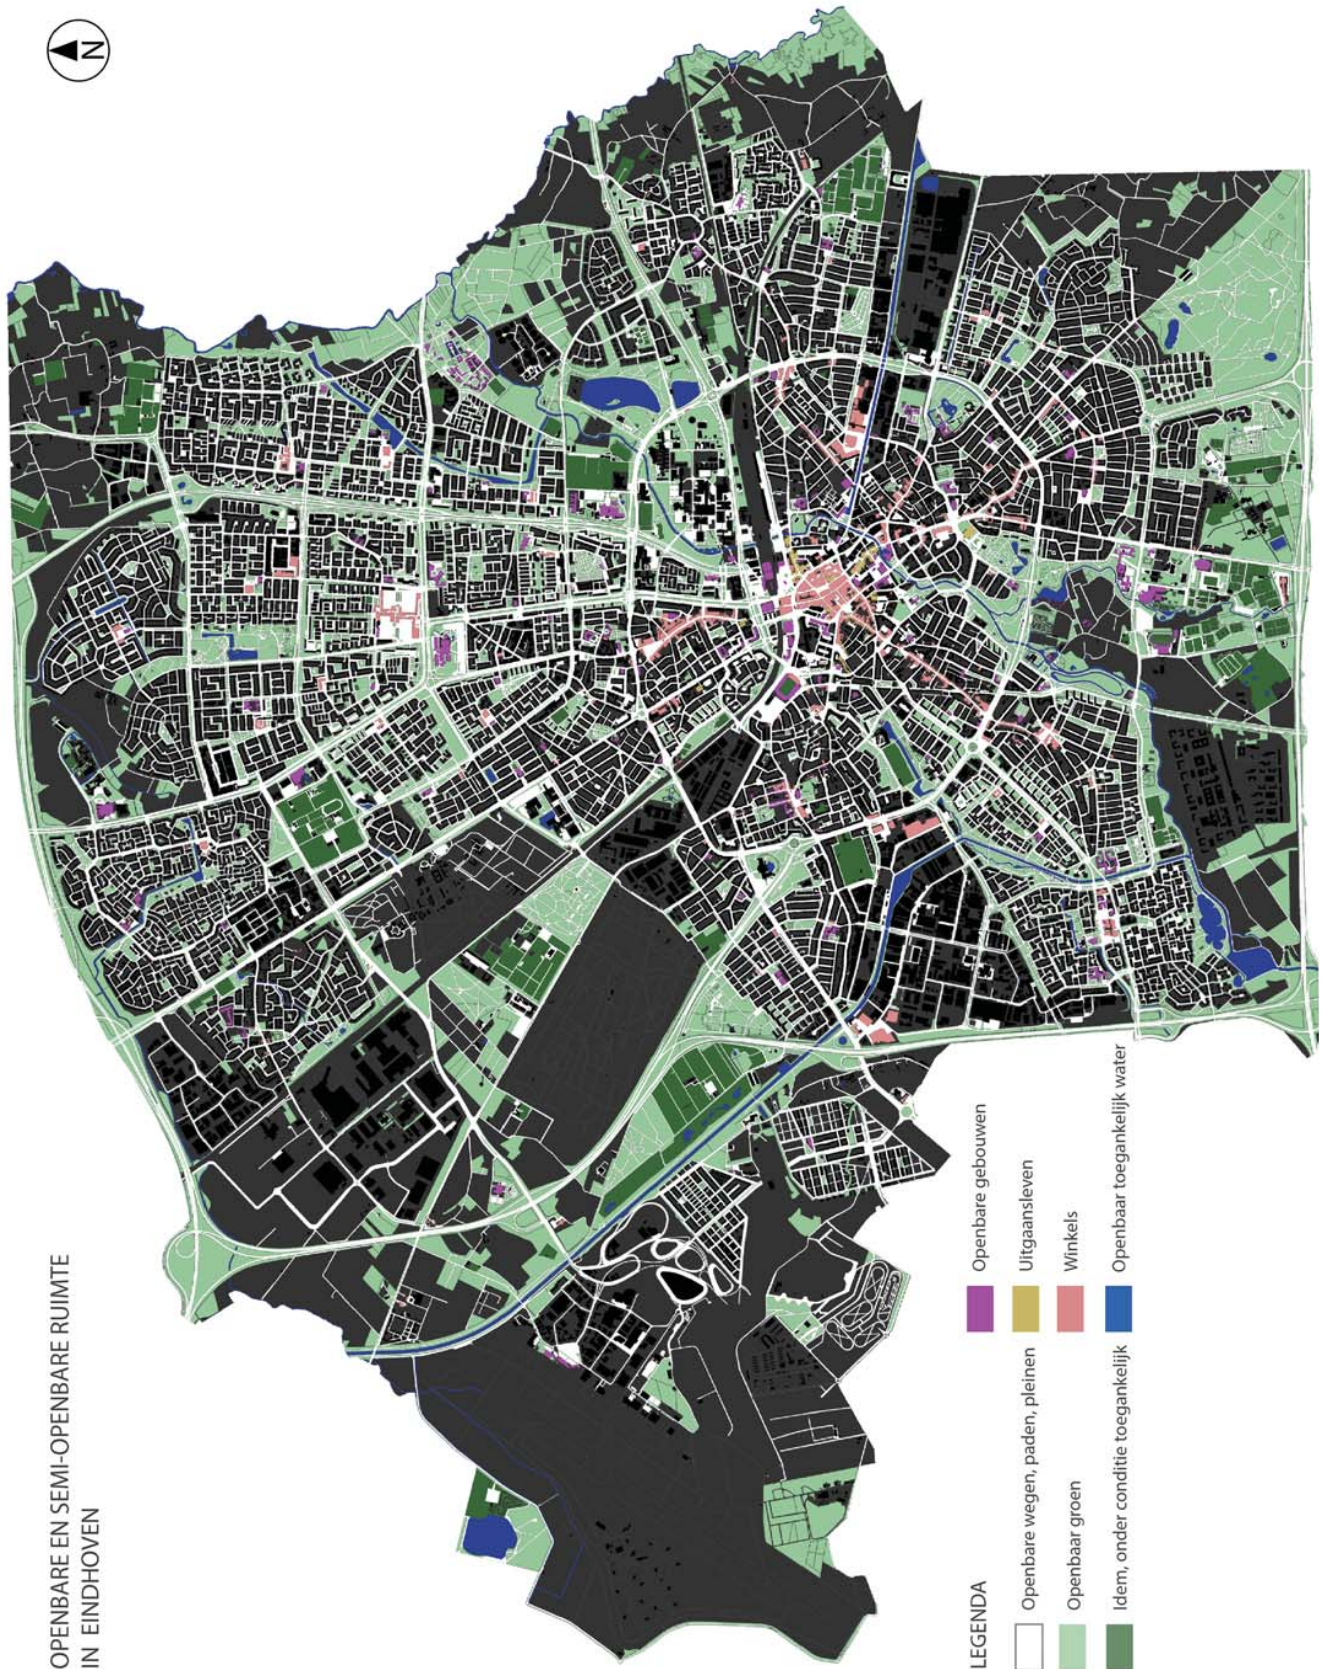 OPENBARE EN SEMI-OPENBARE RUIMTE
IN EINDHOVEN
N
LEGENDA
Openbare wegen, paden, pleinen
Openbaar groen
Idem, onder conditie toegankelijk
Openbare gebouwen
Uitgaansleven
Winkels
Openbaar toegankelijk water